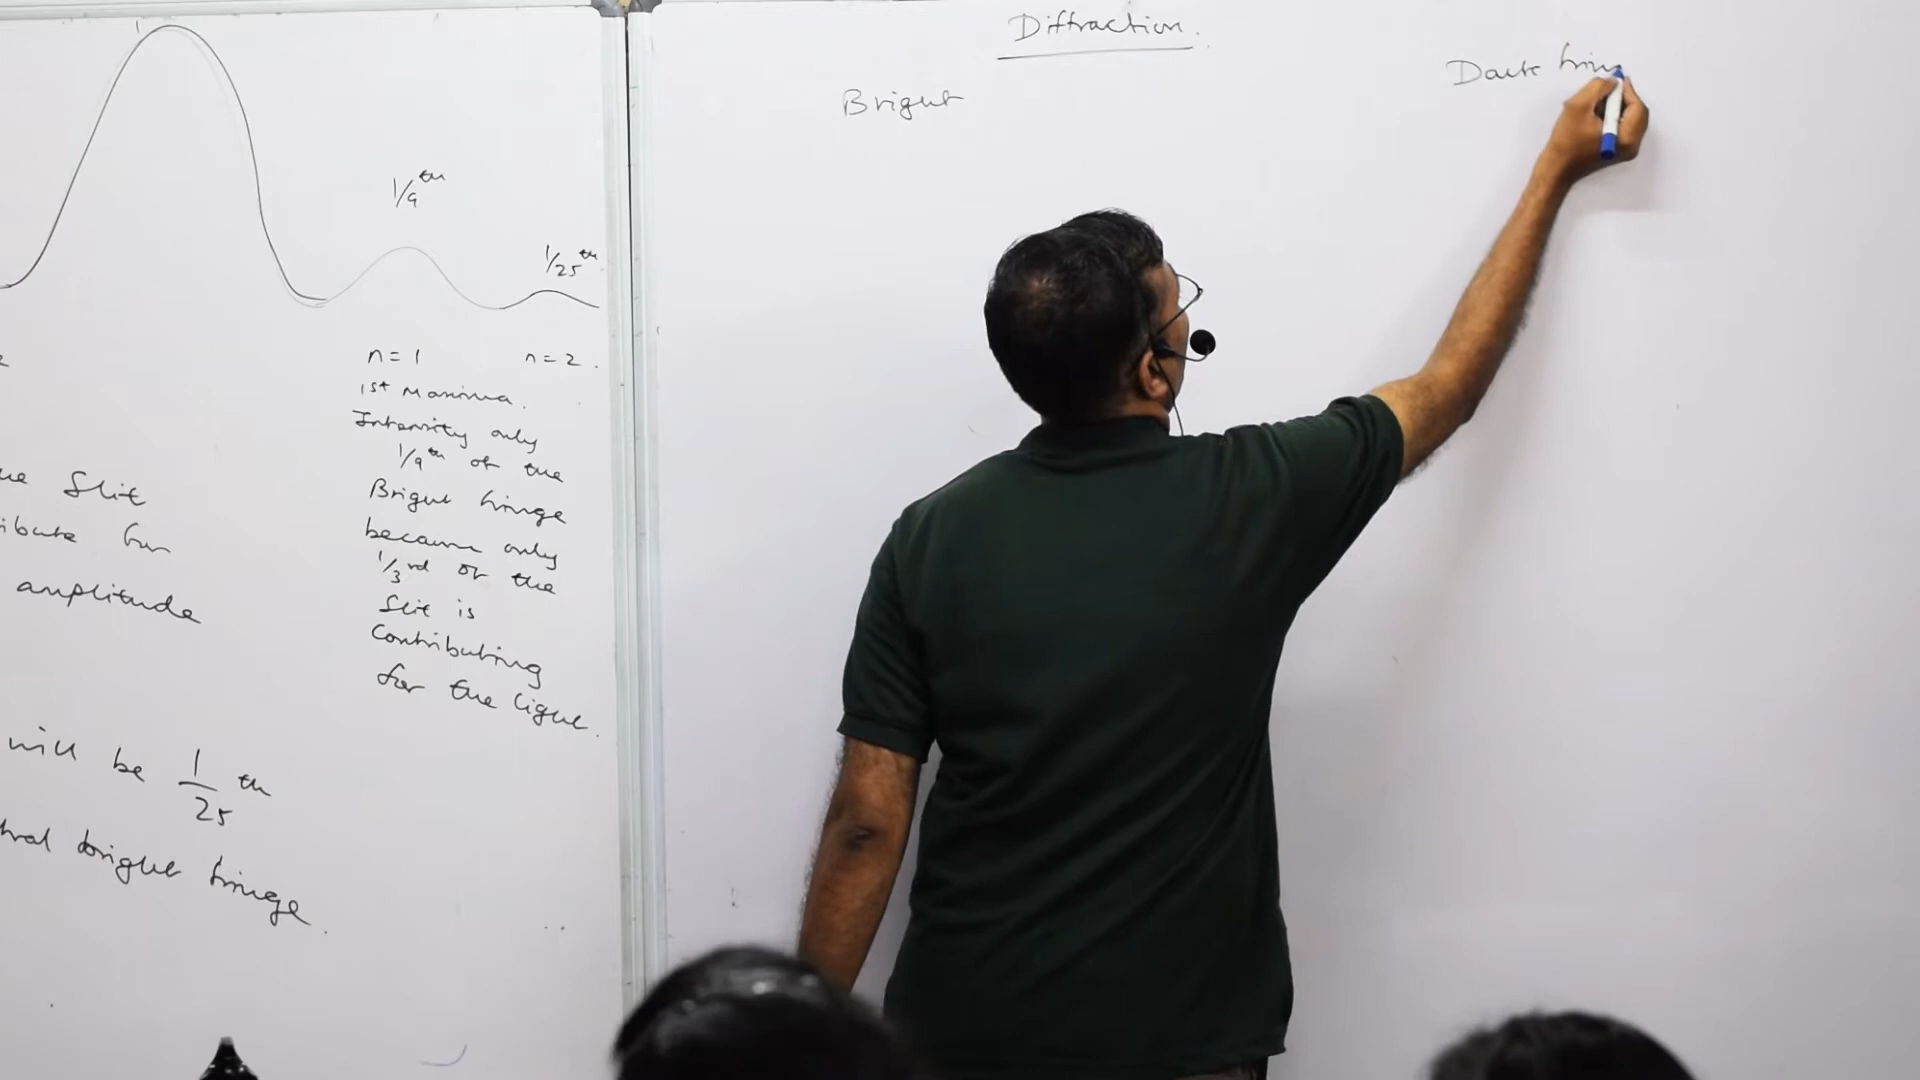 1
1/9th
1/25th
n=1 n=2.
1st Maxima.
Intensity only
1/9th of the
Bright fringe
because only
1/3rd of the
Slit is
Contributing
for the light.
Slit
for
amplitude
will be 1/25 th
bright fringe.
Diffraction.
Bright
Dark